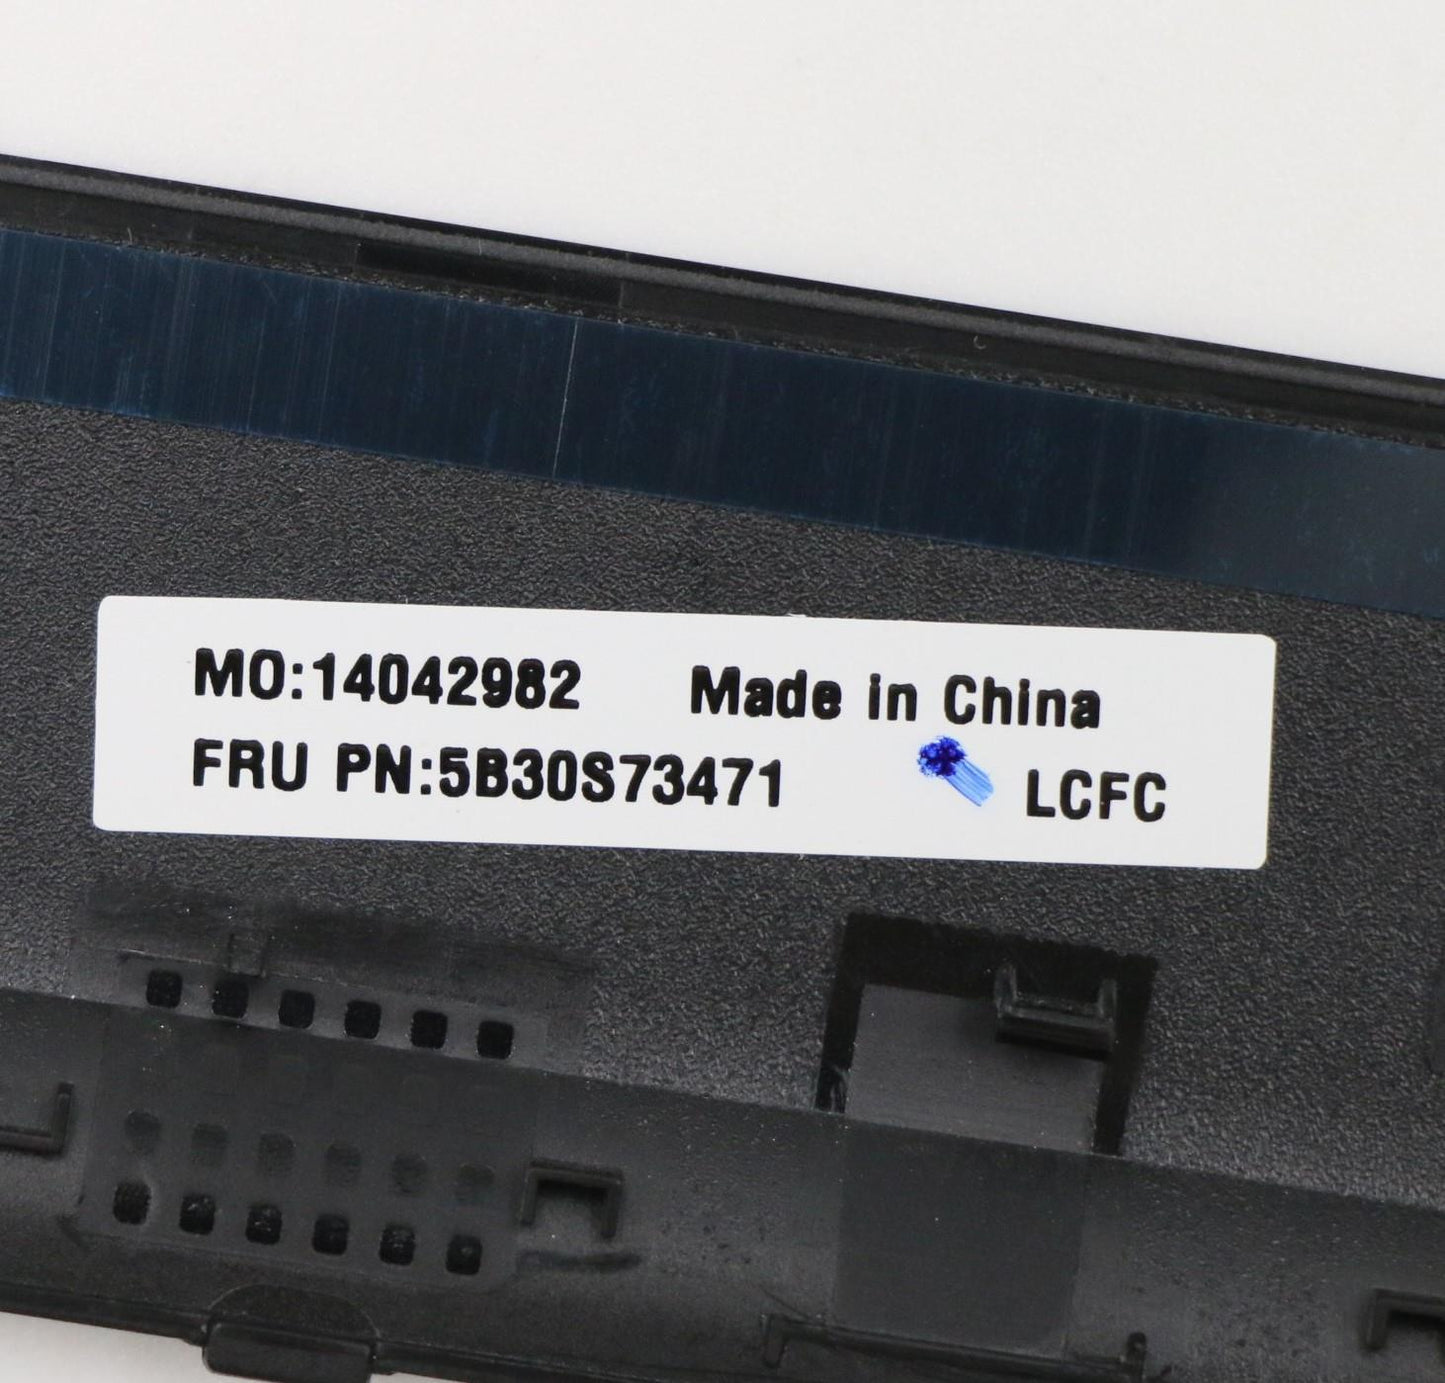 MO:14042982 Made in China
FRU PN:5B30S73471 LCFC